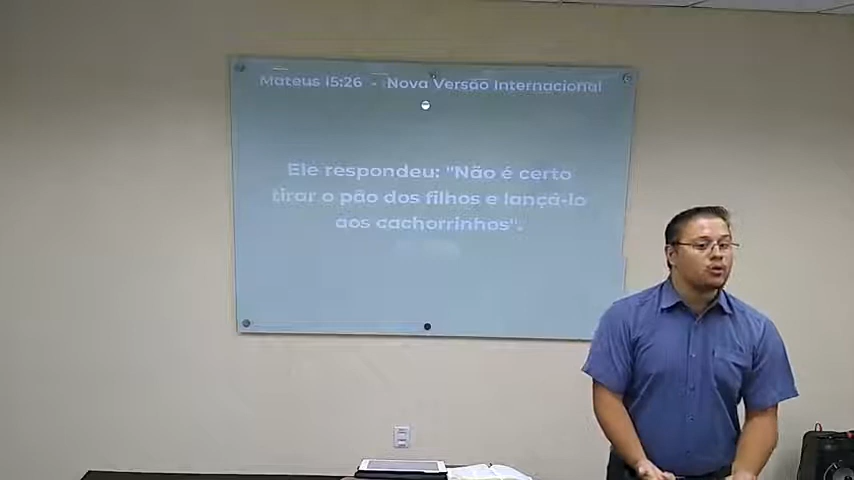 Mateus 15:26 - Nova Versão Internacional
Ele respondeu: "Não é certo
tirar o pão dos filhos e lançá-lo
aos cachorrinhos".